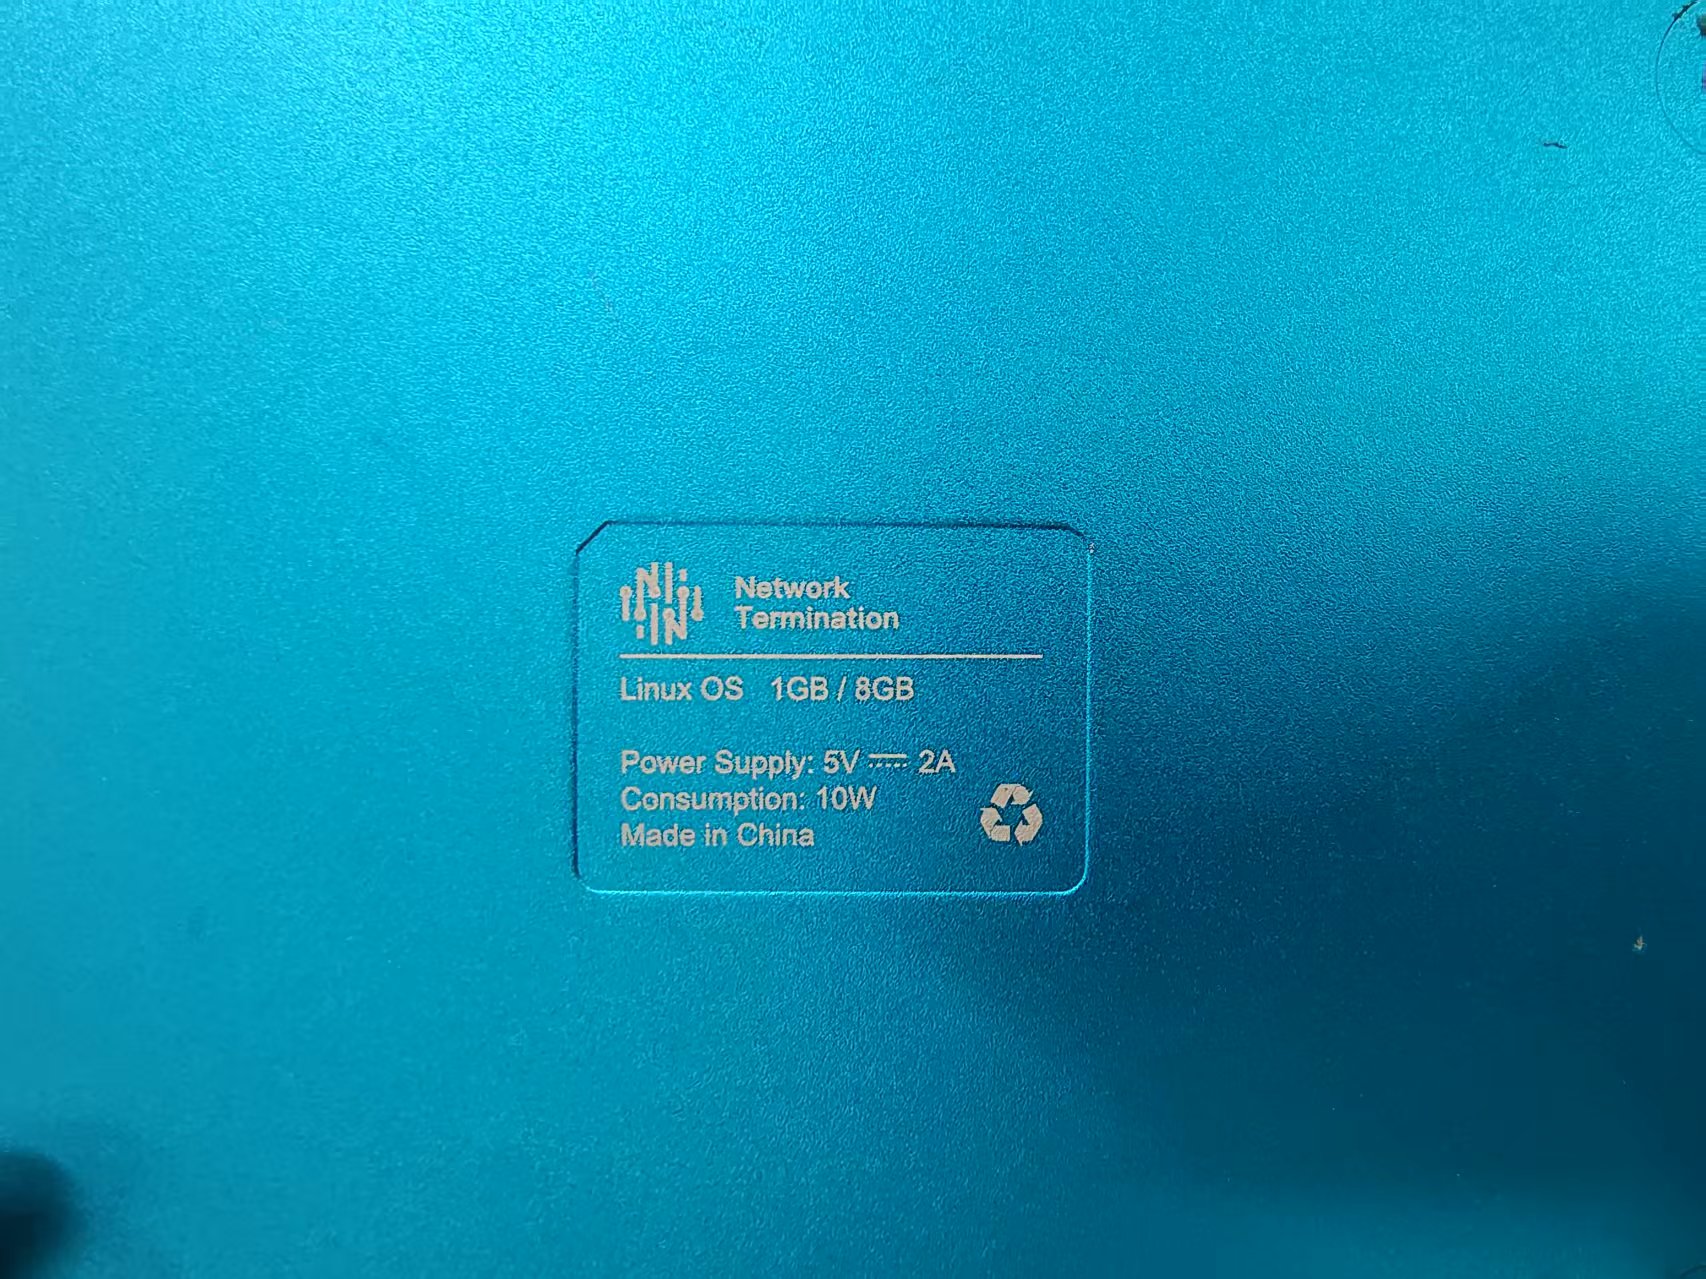 Network
Termination
Linux OS 1GB / 8GB
Power Supply: 5V ⎓ 2A
Consumption: 10W
Made in China